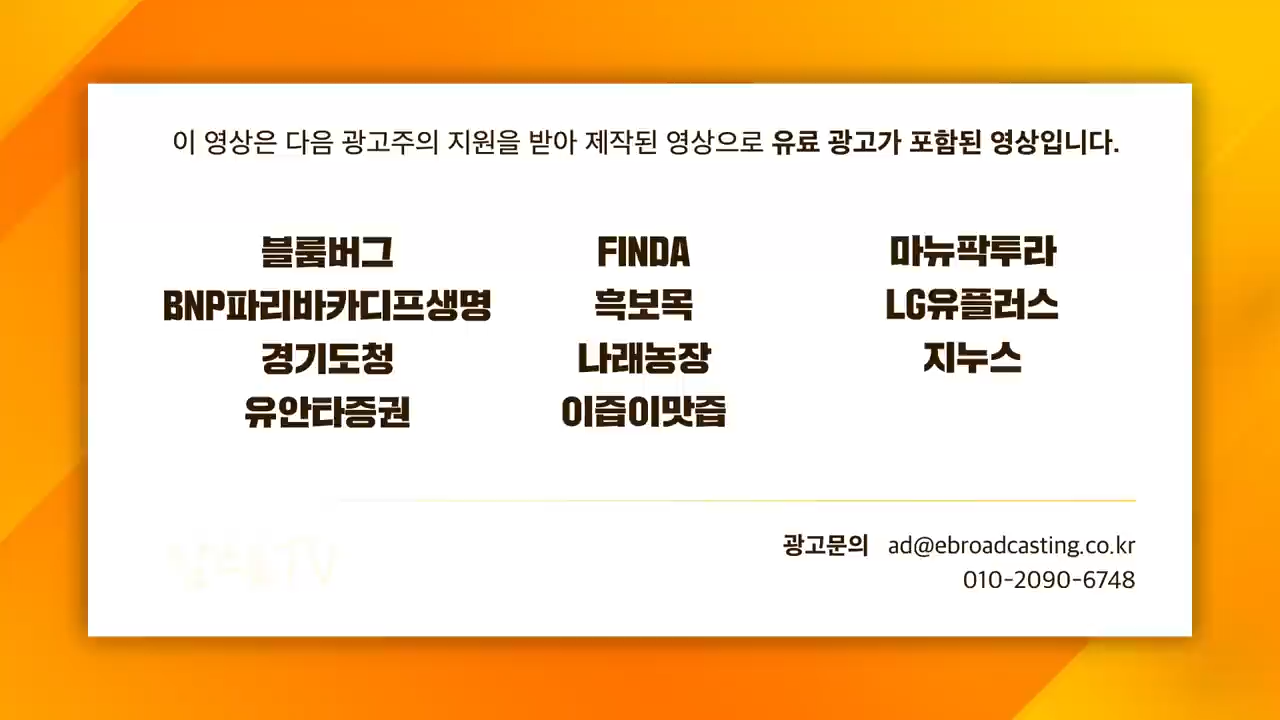 이 영상은 다음 광고주의 지원을 받아 제작된 영상으로 유료 광고가 포함된 영상입니다.
블룸버그 FINDA 마뉴팍투라
BNP파리바카디프생명 흑보목 LG유플러스
경기도청 나래농장 지누스
유안타증권 이즙이맛즙
광고문의 ad@ebroadcasting.co.kr
010-2090-6748